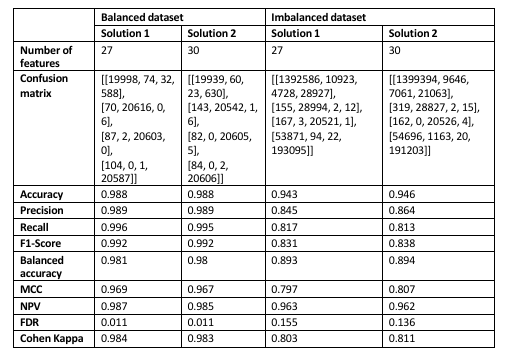 Balanced dataset Imbalanced dataset
Solution 1 Solution 2 Solution 1 Solution 2
Number of features 27 30 27 30
Confusion matrix
[[19998, 74, 32,
588],
[70, 20616, 0,
6],
[87, 2, 20603,
0],
[104, 0, 1,
20587]]
[[19939, 60,
23, 630],
[143, 20542, 1,
6],
[82, 0, 20605,
5],
[84, 0, 2,
20606]]
[[1392586, 10923,
4728, 28927],
[155, 28994, 2, 12],
[167, 3, 20521, 1],
[53871, 94, 22,
193095]]
[[1399394, 9646,
7061, 21063],
[319, 28827, 2, 15],
[162, 0, 20526, 4],
[54696, 1163, 20,
191203]]
Accuracy 0.988 0.988 0.943 0.946
Precision 0.989 0.989 0.845 0.864
Recall 0.996 0.995 0.817 0.813
F1-Score 0.992 0.992 0.831 0.838
Balanced accuracy 0.981 0.98 0.893 0.894
MCC 0.969 0.967 0.797 0.807
NPV 0.987 0.985 0.963 0.962
FDR 0.011 0.011 0.155 0.136
Cohen Kappa 0.984 0.983 0.803 0.811